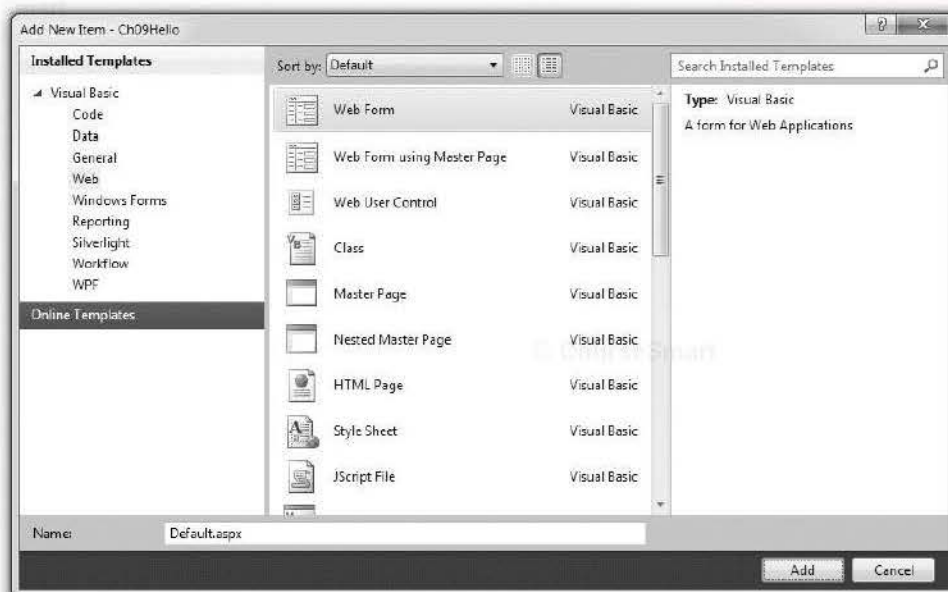 Add New Item - Ch09Hello
Installed Templates
Visual Basic
Code
Data
General
Web
Windows Forms
Reporting
Silverlight
Workflow
WPF
Online Templates
Sort by: Default
Web Form Visual Basic
Web Form using Master Page Visual Basic
Web User Control Visual Basic
Class Visual Basic
Master Page Visual Basic
Nested Master Page Visual Basic
HTML Page Visual Basic
Style Sheet Visual Basic
JScript File Visual Basic
Search Installed Templates
Type: Visual Basic
A form for Web Applications
Name: Default.aspx
Add
Cancel